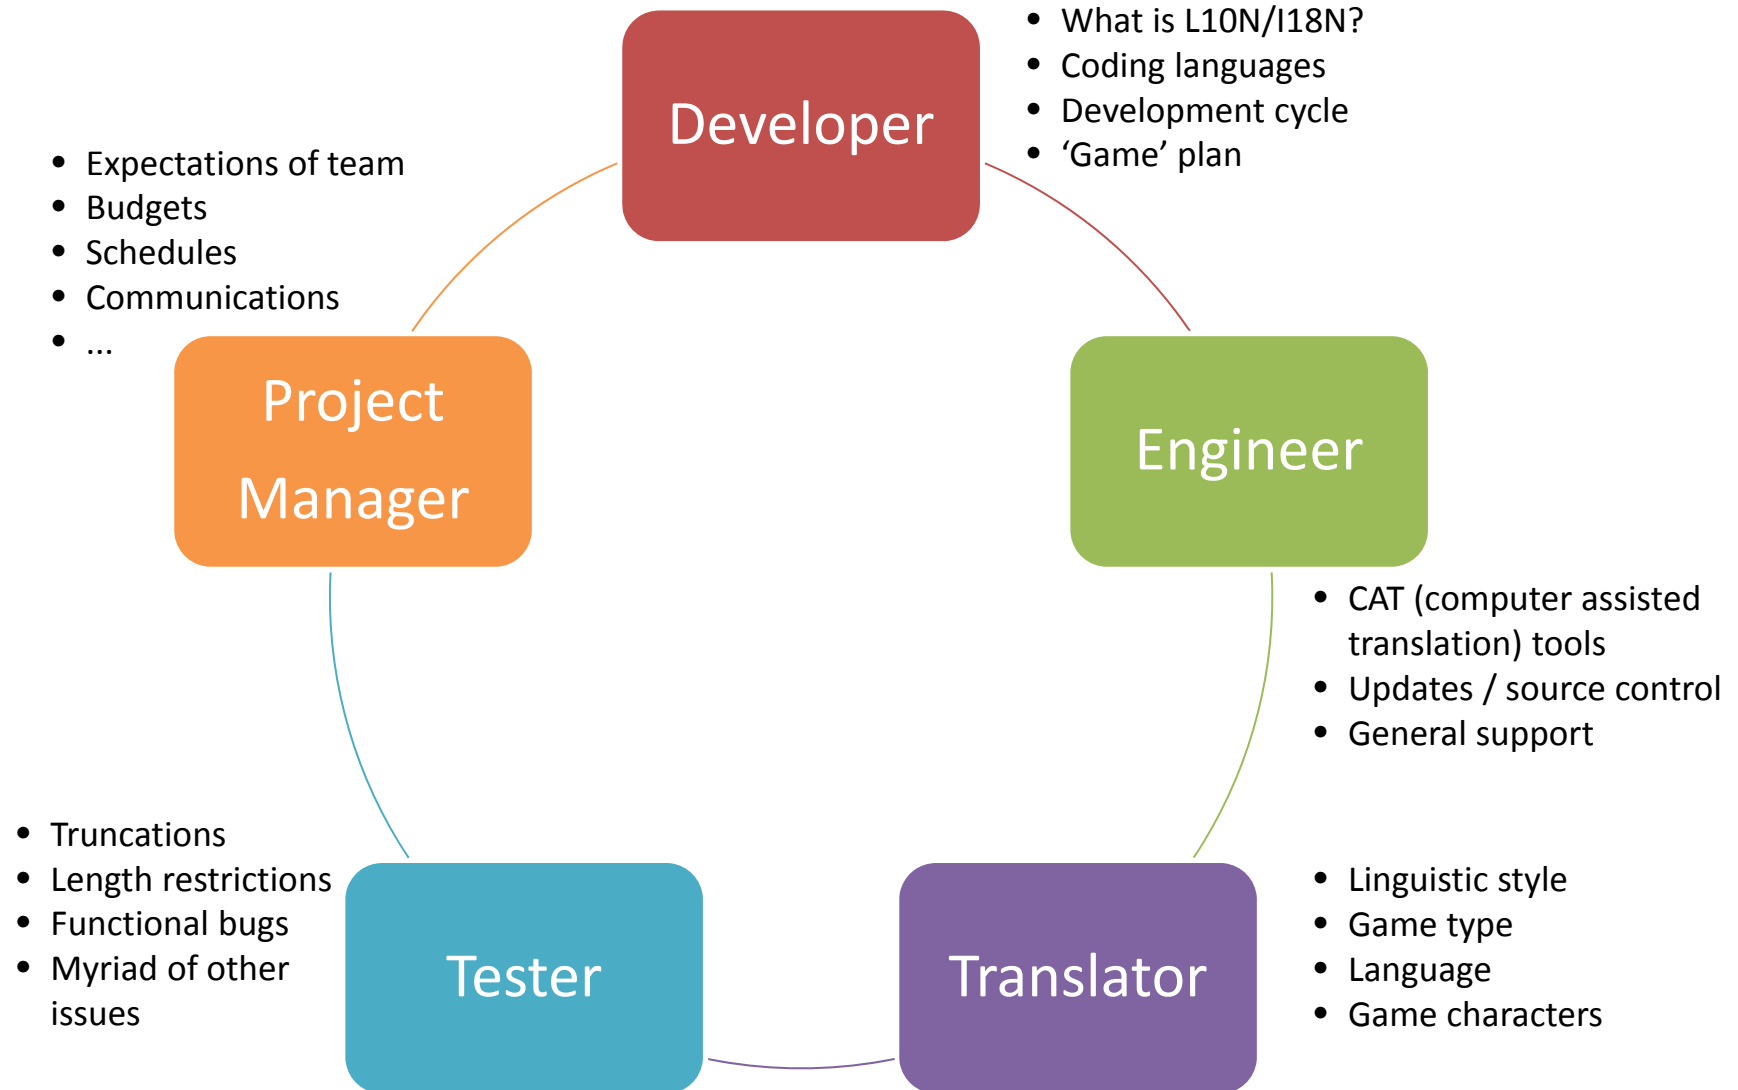 Developer
• What is L10N/I18N?
• Coding languages
• Development cycle
• ‘Game’ plan
• Expectations of team
• Budgets
• Schedules
• Communications
• ...
Project
Manager
Engineer
• CAT (computer assisted
translation) tools
• Updates / source control
• General support
• Truncations
• Length restrictions
• Functional bugs
• Myriad of other
issues
Tester
Translator
• Linguistic style
• Game type
• Language
• Game characters